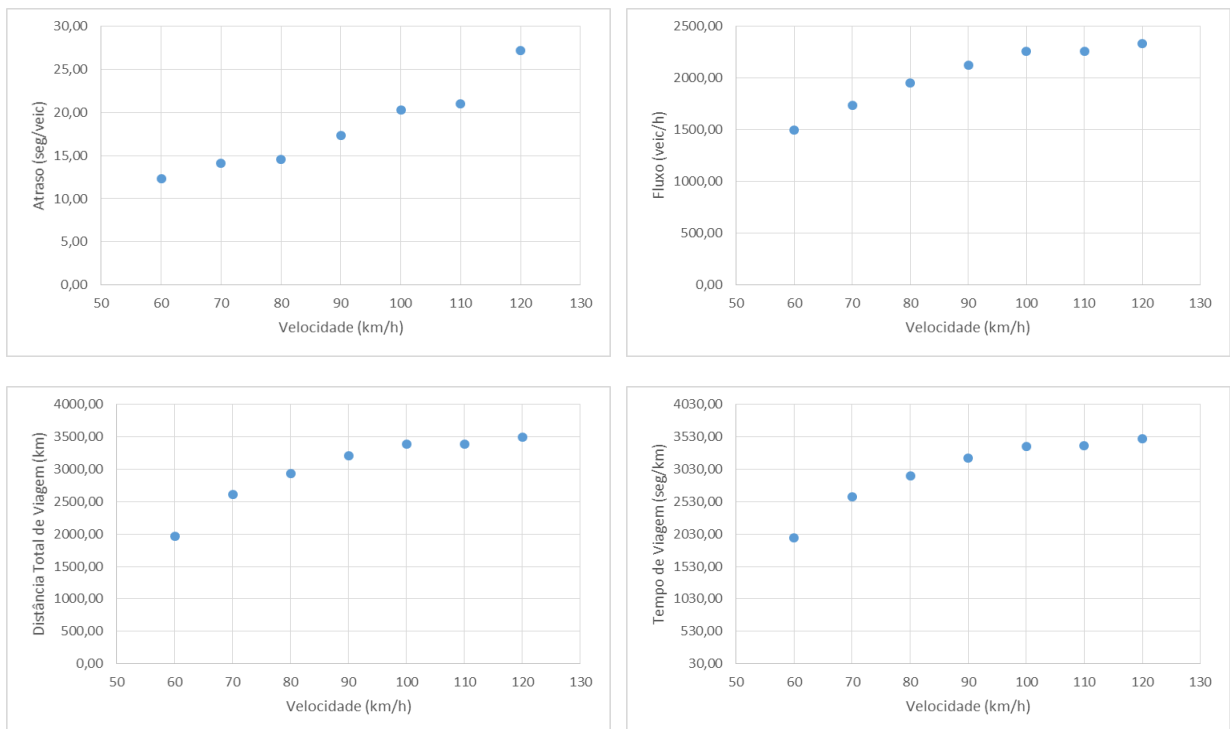 30,00
25,00
20,00
15,00
10,00
5,00
0,00
Atraso (seg/veic)
50 60 70 80 90 100 110 120 130
Velocidade (km/h)
2500,00
2000,00
1500,00
1000,00
500,00
0,00
Fluxo (veic/h)
50 60 70 80 90 100 110 120 130
Velocidade (km/h)
4000,00
3500,00
3000,00
2500,00
2000,00
1500,00
1000,00
500,00
0,00
Distância Total de Viagem (km)
50 60 70 80 90 100 110 120 130
Velocidade (km/h)
4030,00
3530,00
3030,00
2530,00
2030,00
1530,00
1030,00
530,00
30,00
Tempo de Viagem (seg/km)
50 60 70 80 90 100 110 120 130
Velocidade (km/h)